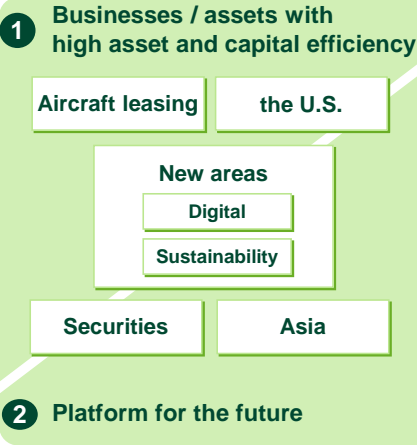 1
Businesses / assets with
high asset and capital efficiency
Aircraft leasing
the U.S.
New areas
Digital
Sustainability
Securities
Asia
2
Platform for the future